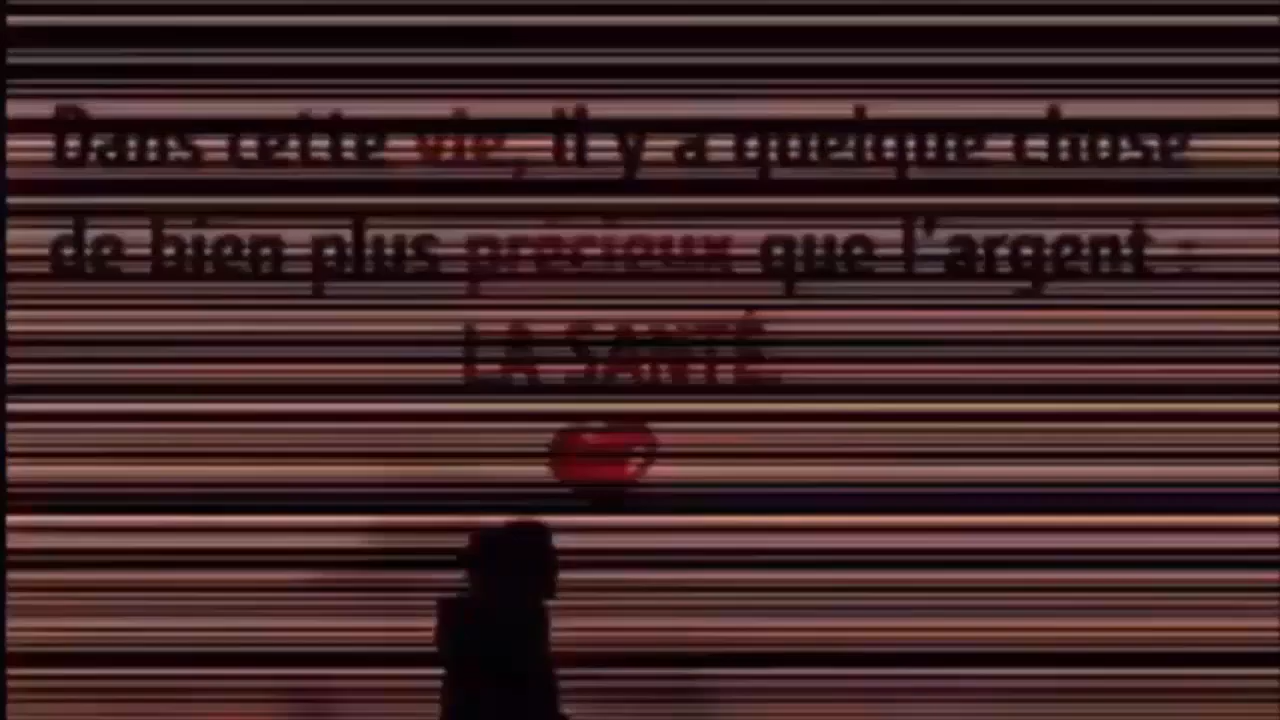 Dans cette vie, il y a quelque chose
de bien plus précieux que l'argent :
LA SANTÉ